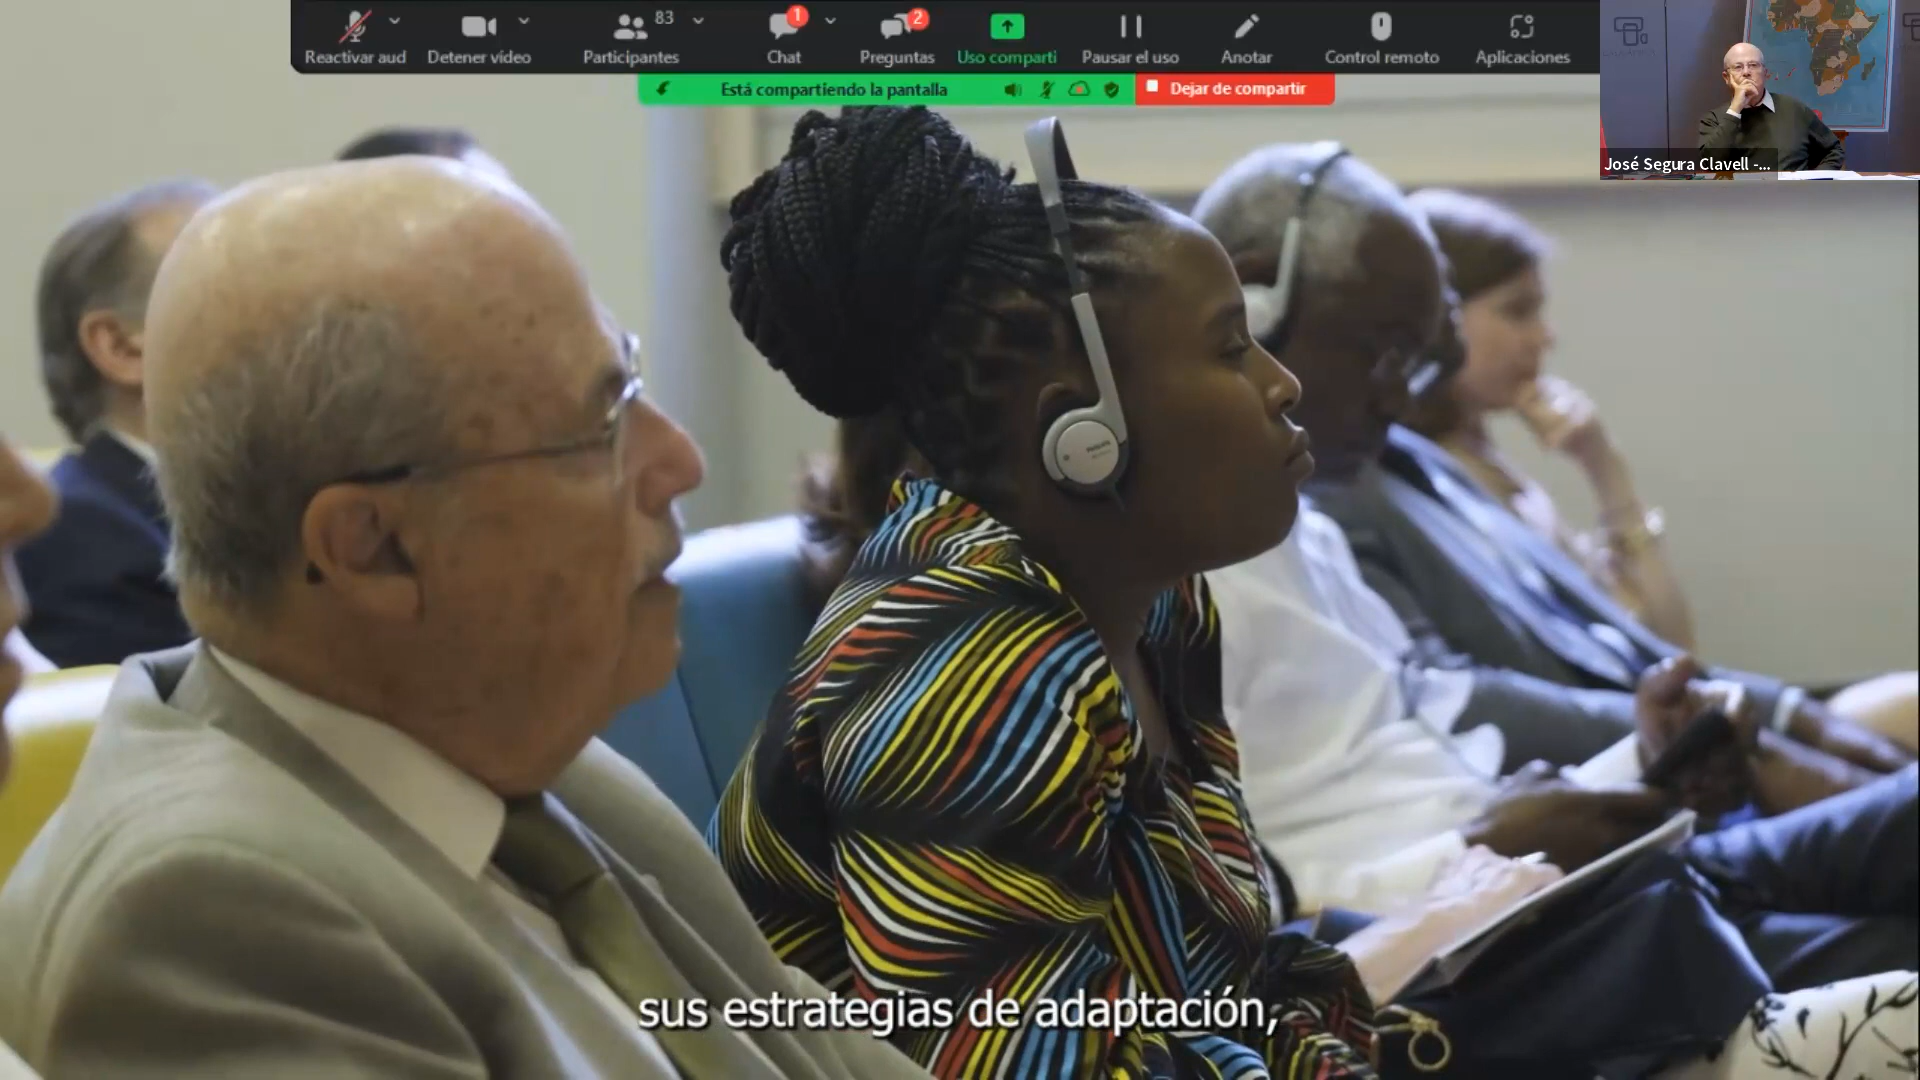 Reactivar aud
Detener vídeo
Participantes
83
Chat
1
Preguntas
2
Uso comparti
Pausar el uso
Anotar
Control remoto
Aplicaciones
Está compartiendo la pantalla
Dejar de compartir
José Segura Clavell -...
sus estrategias de adaptación,